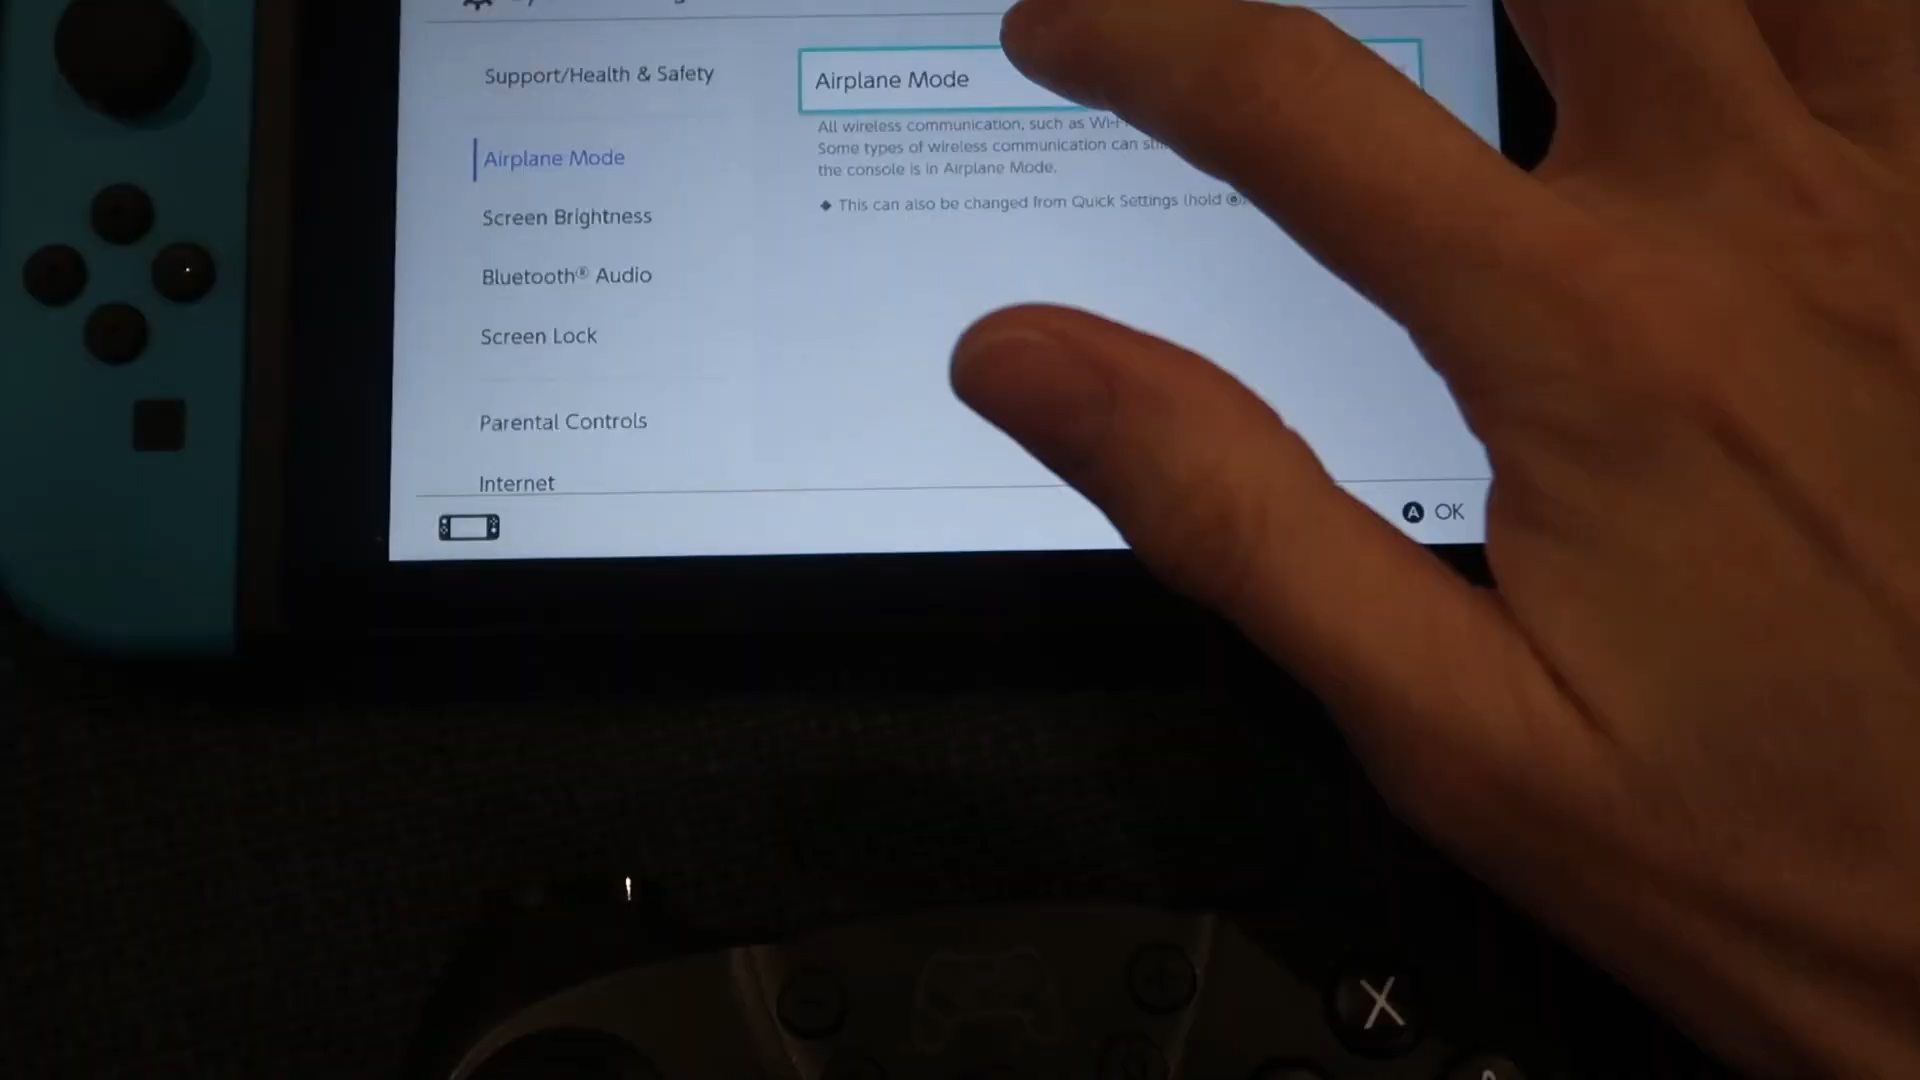 Support/Health & Safety
Airplane Mode
Screen Brightness
Bluetooth® Audio
Screen Lock
Parental Controls
Internet
Airplane Mode
All wireless communication, such as
Some types of wireless communication can
the console is in Airplane Mode.
◆ This can also be changed from Quick Settings (hold
A OK
X